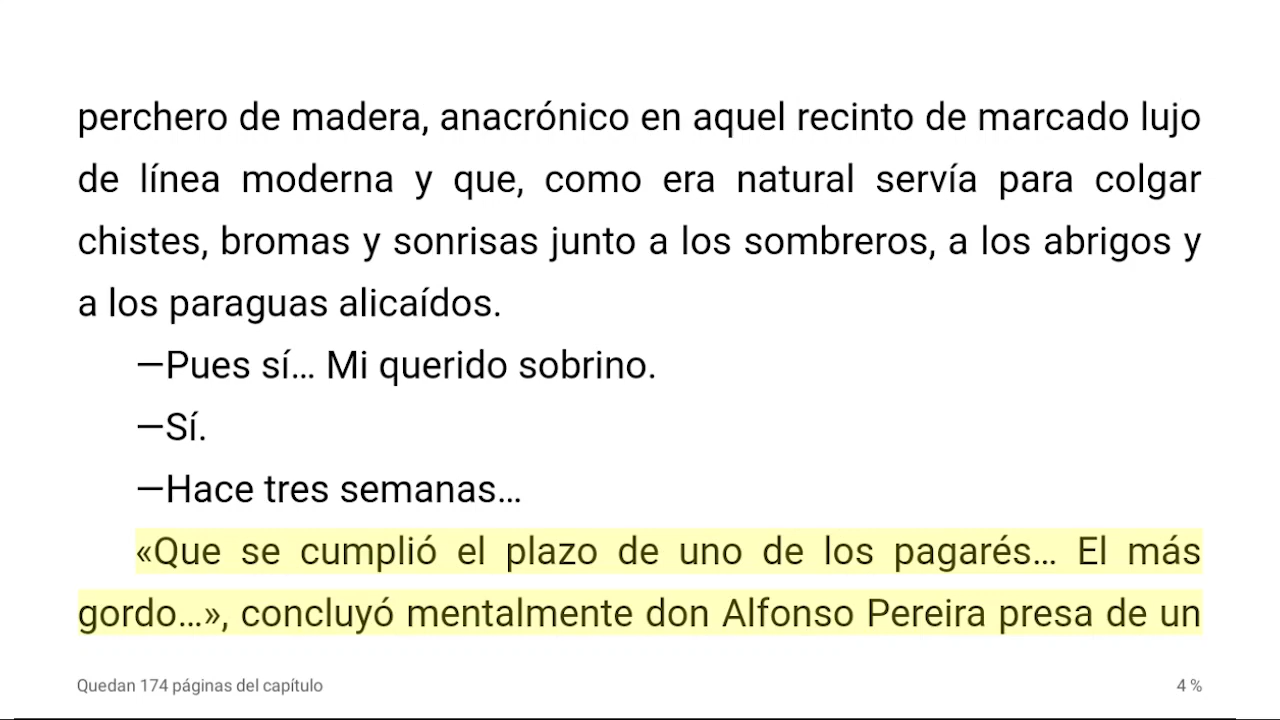 perchero de madera, anacrónico en aquel recinto de marcado lujo
de línea moderna y que, como era natural servía para colgar
chistes, bromas y sonrisas junto a los sombreros, a los abrigos y
a los paraguas alicaídos.
—Pues sí… Mi querido sobrino.
—Sí.
—Hace tres semanas…
«Que se cumplió el plazo de uno de los pagarés… El más
gordo…», concluyó mentalmente don Alfonso Pereira presa de un
Quedan 174 páginas del capítulo
4 %